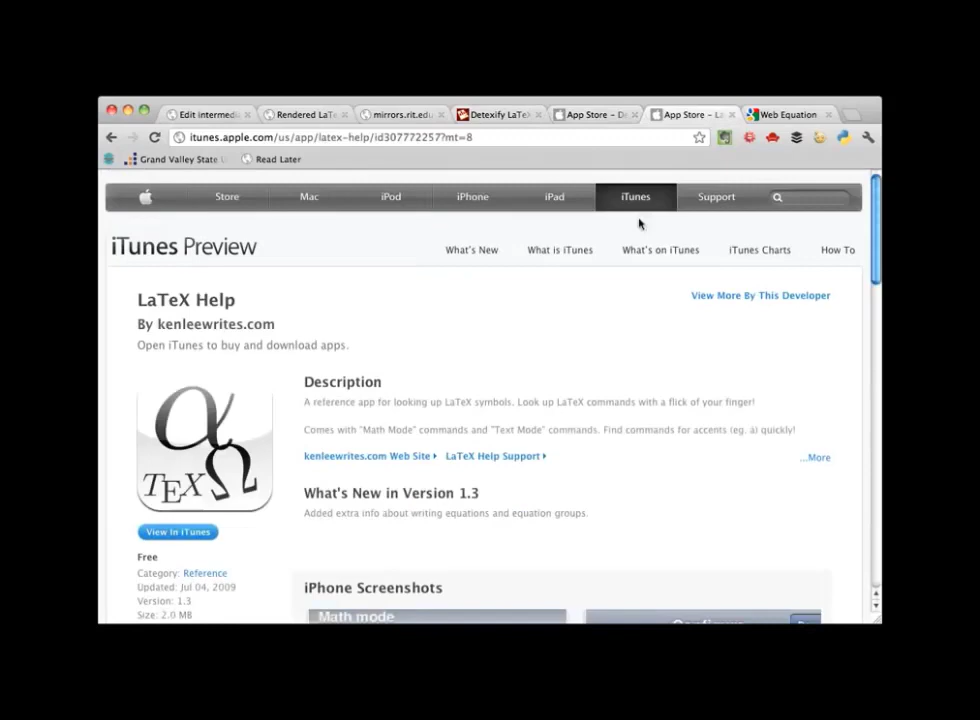 Edit intermedi
Rendered LaTe
mirrors.rit.edu
Detexify LaTeX
App Store - De
App Store - La
Web Equation
itunes.apple.com/us/app/latex-help/id307772257?mt=8
Grand Valley State U
Read Later
Store
Mac
iPod
iPhone
iPad
iTunes
Support
iTunes Preview
What's New
What is iTunes
What's on iTunes
iTunes Charts
How To
LaTeX Help
View More By This Developer
By kenleewrites.com
Open iTunes to buy and download apps.
Description
A reference app for looking up LaTeX symbols. Look up LaTeX commands with a flick of your finger!
Comes with "Math Mode" commands and "Text Mode" commands. Find commands for accents (eg. à) quickly!
kenleewrites.com Web Site
LaTeX Help Support
...More
What's New in Version 1.3
Added extra info about writing equations and equation groups.
α Ω
TEX
View In iTunes
Free
Category: Reference
Updated: Jul 04, 2009
Version: 1.3
Size: 2.0 MB
iPhone Screenshots
Math mode